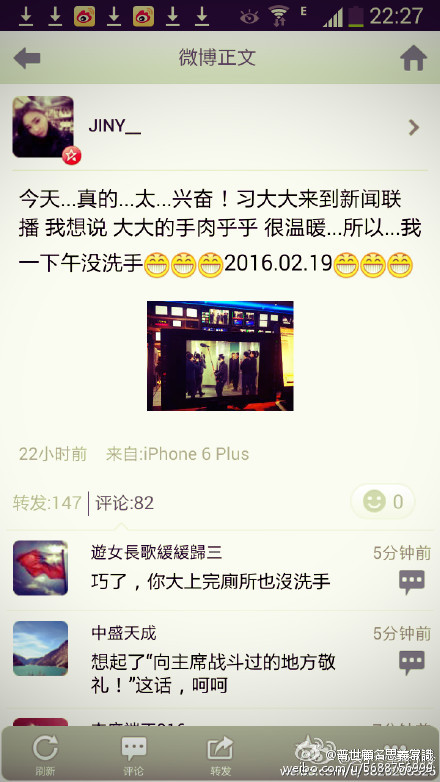 E 22:27
微博正文
JINY__
今天...真的...太...兴奋！习大大来到新闻联
播 我想说 大大的手肉乎乎 很温暖...所以...我
一下午没洗手😁😁😁2016.02.19😁😁😁
22小时前 来自:iPhone 6 Plus
转发:147 评论:82 0
遊女長歌緩緩歸三 5分钟前
巧了，你大上完廁所也沒洗手
中盛天成 5分钟前
想起了“向主席战斗过的地方敬
礼！”这话，呵呵
刷新 评论 转发
weibo.com/u/5688766999